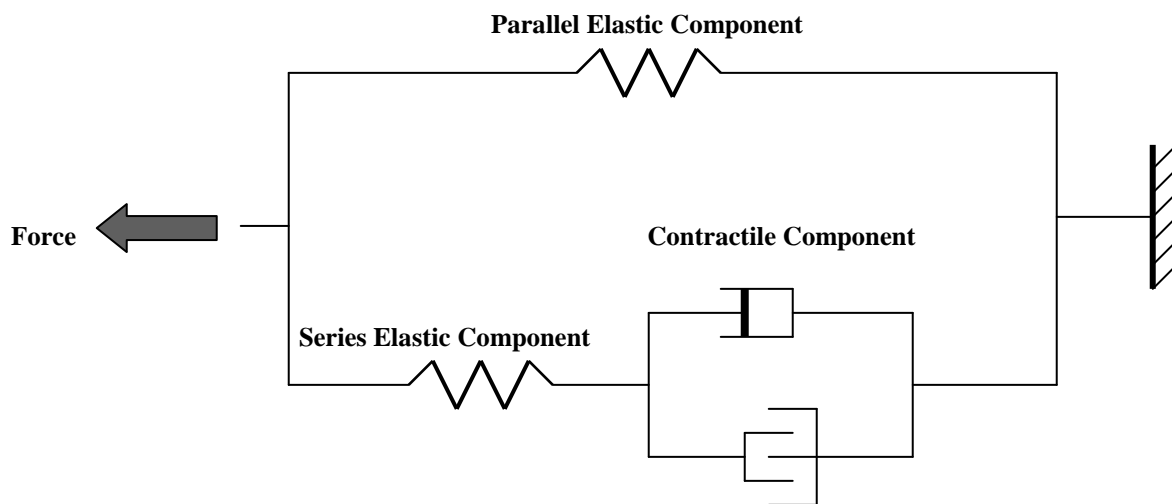 Parallel Elastic Component
Force
Contractile Component
Series Elastic Component